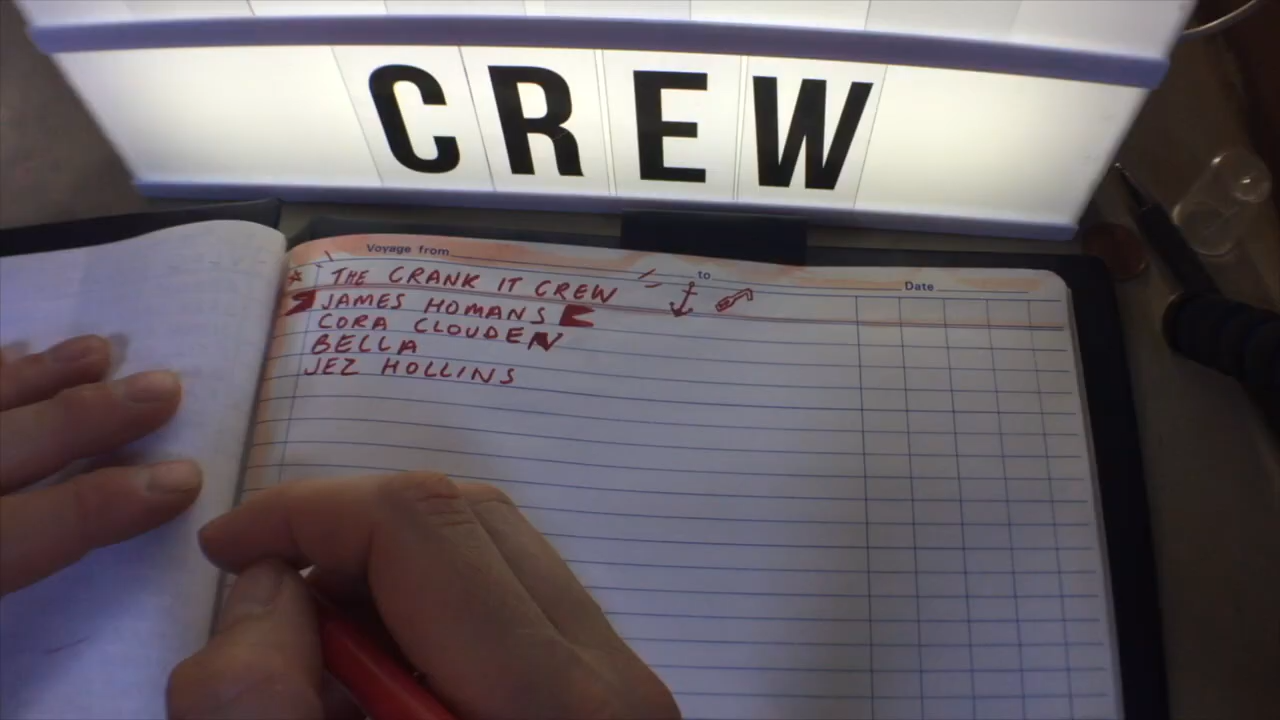 CREW
Voyage from to Date
THE CRANK IT CREW
JAMES HOMANS
CORA CLOUDEN
BELLA
JEZ HOLLINS